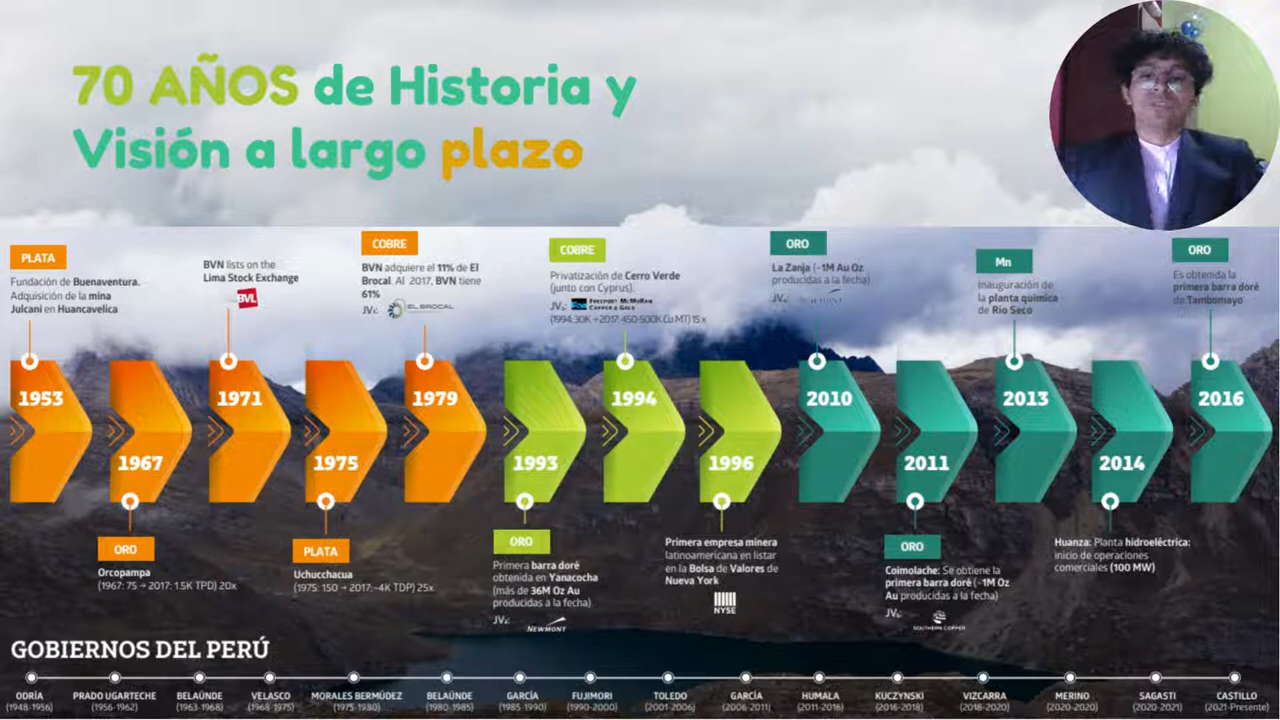 70 AÑOS de Historia y
Visión a largo plazo
PLATA
Fundación de Buenaventura.
Adquisición de la mina
Julcani en Huancavelica
BVN lists on the
Lima Stock Exchange
BVL
COBRE
BVN adquiere el 11% de El
Brocal. Al 2017, BVN tiene
61%
JVs:
EL BROCAL
COBRE
Privatización de Cerro Verde
(junto con Cyprus).
JVs: FREEPORT-MCMORAN
COPPER & GOLD
(1994:30K → 2017: 450-500K Cu MT) 15x
ORO
La Zanja (~1M Au Oz
producidas a la fecha)
JVs: NEWMONT
Mn
Inauguración de
la planta química
de Río Seco
ORO
Es obtenida la
primera barra doré
de Tambomayo
1953
1967
1971
1975
1979
1993
1994
1996
2010
2011
2013
2014
2016
ORO
Orcopampa
(1967: 75 → 2017: 1.5K TPD) 20x
PLATA
Uchucchacua
(1975: 150 → 2017: ~4K TDP) 25x
ORO
Primera barra doré
obtenida en Yanacocha
(más de 36M Oz Au
producidas a la fecha)
JVs:
NEWMONT
Primera empresa minera
latinoamericana en listar
en la Bolsa de Valores de
Nueva York
NYSE
ORO
Coimolache: Se obtiene la
primera barra doré (~1M Oz
Au producidas a la fecha)
JVs:
SOUTHERN COPPER
Huanza: Planta hidroeléctrica:
inicio de operaciones
comerciales (100 MW)
GOBIERNOS DEL PERÚ
ODRÍA PRADO UGARTECHE BELAÚNDE VELASCO MORALES BERMÚDEZ BELAÚNDE GARCÍA FUJIMORI TOLEDO GARCÍA HUMALA KUCZYNSKI VIZCARRA MERINO SAGASTI CASTILLO
(1948-1956) (1956-1962) (1963-1968) (1968-1975) (1975-1980) (1980-1985) (1985-1990) (1990-2000) (2001-2006) (2006-2011) (2011-2016) (2016-2018) (2018-2020) (2020-2020) (2020-2021) (2021-Presente)